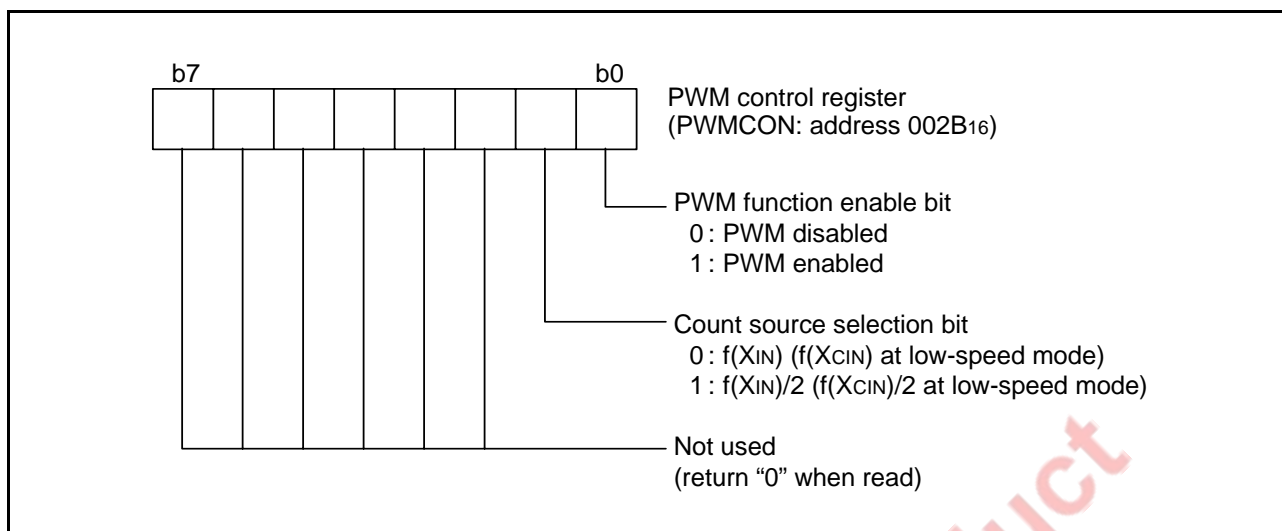 b7 b0
PWM control register
(PWMCON: address 002B16)
PWM function enable bit
0 : PWM disabled
1 : PWM enabled
Count source selection bit
0 : f(XIN) (f(XCIN) at low-speed mode)
1 : f(XIN)/2 (f(XCIN)/2 at low-speed mode)
Not used
(return “0” when read)